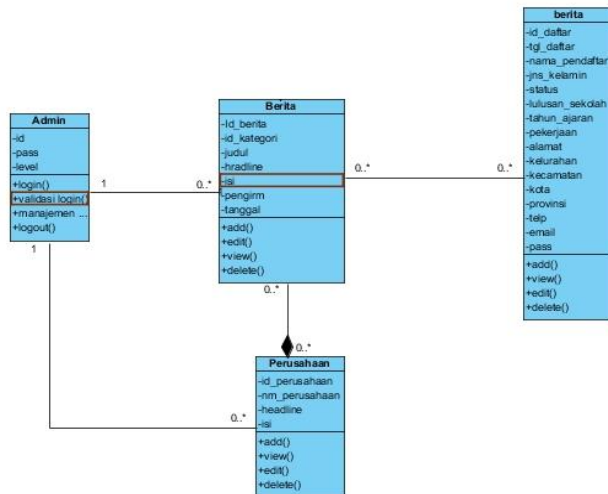 Admin
-id
-pass
-level
+login()
+validasi login()
+manajemen ...
+logout()
1
0..*
1
Berita
-Id_berita
-id_kategori
-judul
-hradline
-isi
-pengirm
-tanggal
+add()
+edit()
+view()
+delete()
0..*
0..*
0..*
berita
-id_daftar
-tgl_daftar
-nama_pendaftar
-jns_kelamin
-status
-lulusan_sekolah
-tahun_ajaran
-pekerjaan
-alamat
-kelurahan
-kecamatan
-kota
-provinsi
-telp
-email
-pass
+add()
+view()
+edit()
+delete()
0..*
0..*
Perusahaan
-id_perusahaan
-nm_perusahaan
-headline
-isi
+add()
+view()
+edit()
+delete()